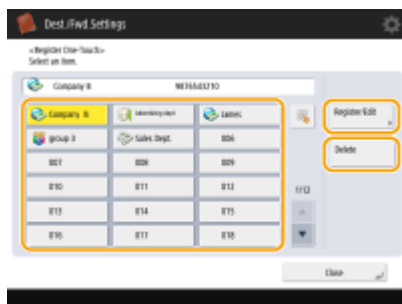 Dest./Fwd Settings
<Register One-Touch>
Select an item.
Company B 9876543210
Company B Advertising dept James
group 3 Sales Dept. 006
007 008 009
010 011 012
013 014 015
016 017 018
Register/Edit
Delete
1/12
Close